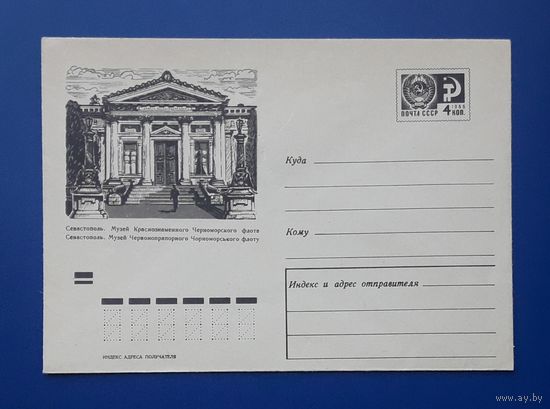 1966
ПОЧТА СССР 4 КОП.
Куда
Севастополь. Музей Краснознаменного Черноморского флота
Севастополь. Музей Червонопрапорного Чорноморського флоту
Кому
Индекс и адрес отправителя
ИНДЕКС АДРЕСА ПОЛУЧАТЕЛЯ
www.ay.by